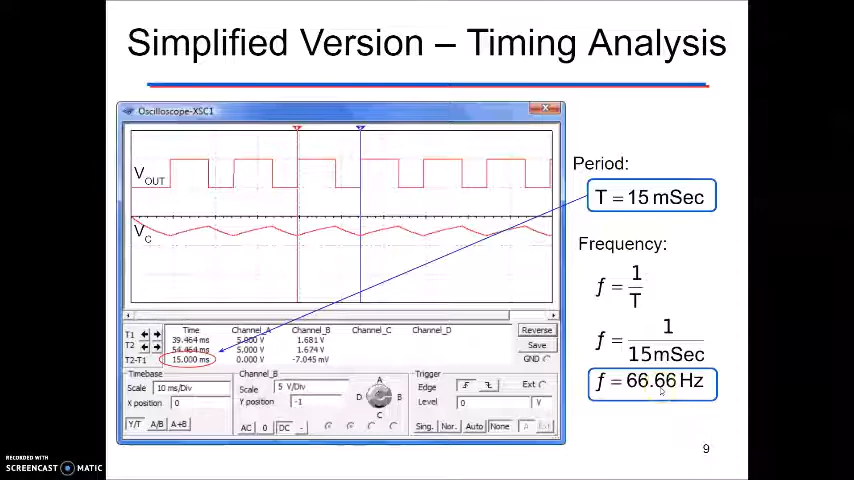 Simplified Version – Timing Analysis
Oscilloscope-XSC1
V OUT
V C
Period:
T = 15 mSec
Frequency:
f = 1 / T
f = 1 / 15 mSec
f = 66.66 Hz
Time Channel_A Channel_B Channel_C Channel_D
T1 39.464 ms 5.000 V 1.681 V
T2 54.464 ms 5.000 V 1.674 V
T2-T1 15.000 ms 0.000 V -7.045 mV
Reverse
Save
GND
Timebase
Scale 10 ms/Div
X position 0
Y/T A/B A+B
Channel_B
Scale 5 V/Div
Y position -1
AC 0 DC -
A
B
C
D
Trigger
Edge Ext
Level 0 V
Sing. Nor. Auto None A Ext
9
RECORDED WITH
SCREENCAST MATIC